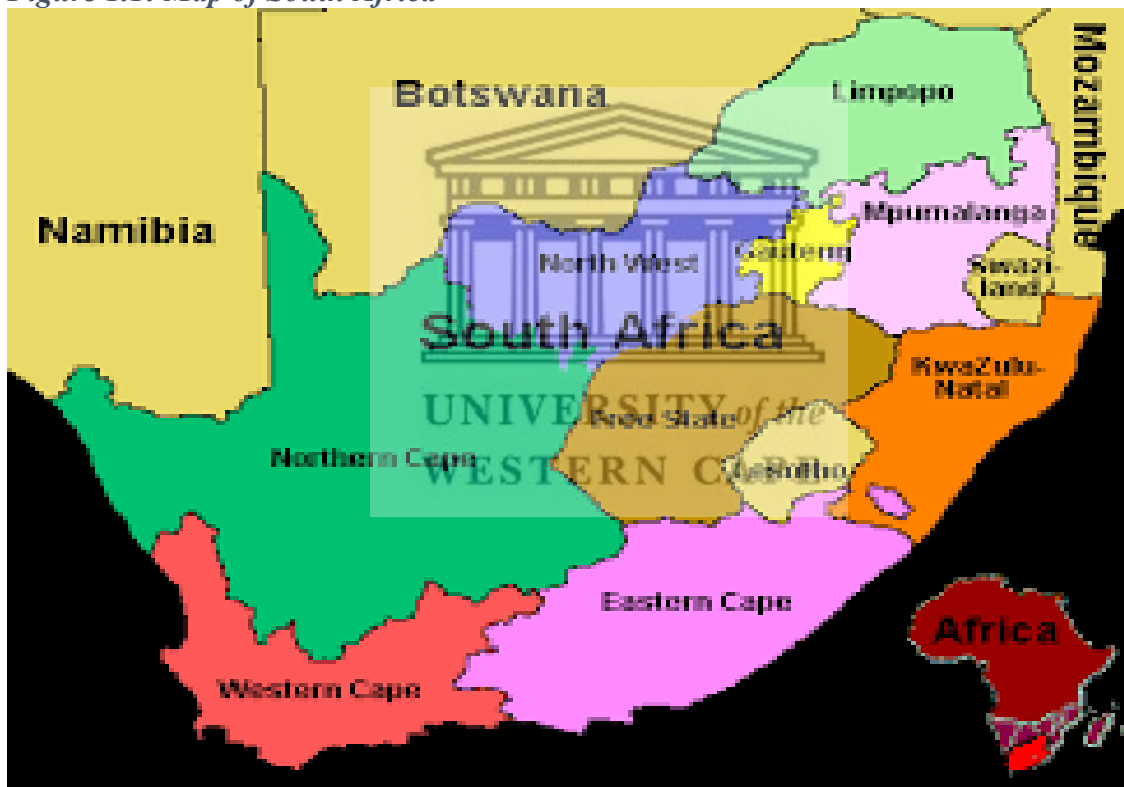 Figure 1.1: Map of South Africa
Botswana
Limpopo
Mozambique
Namibia
Mpumalanga
North West
Gauteng
Swazi-
land
South Africa
KwaZulu-
Natal
Free State
UNIVERSITY of the
Northern Cape
WESTERN CAPE
Lesotho
Eastern Cape
Africa
Western Cape